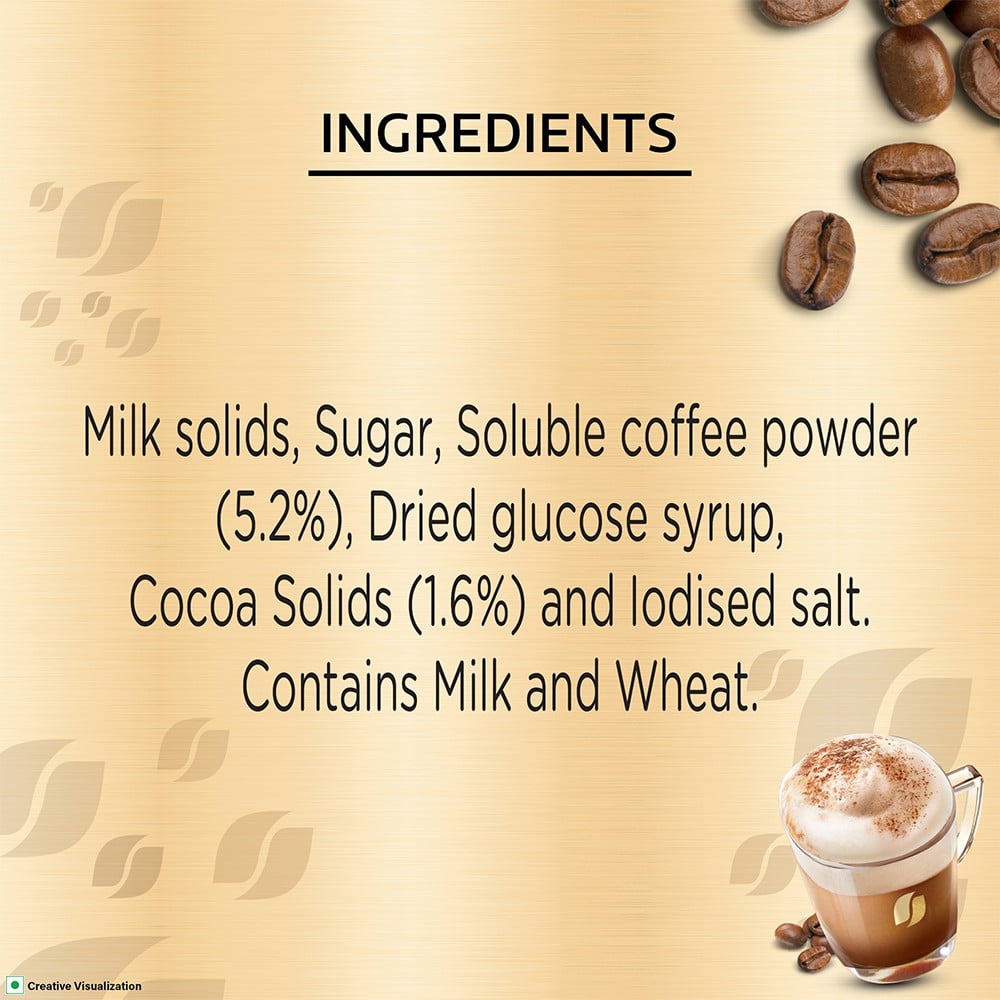 INGREDIENTS
Milk solids, Sugar, Soluble coffee powder
(5.2%), Dried glucose syrup,
Cocoa Solids (1.6%) and Iodised salt.
Contains Milk and Wheat.
Creative Visualization